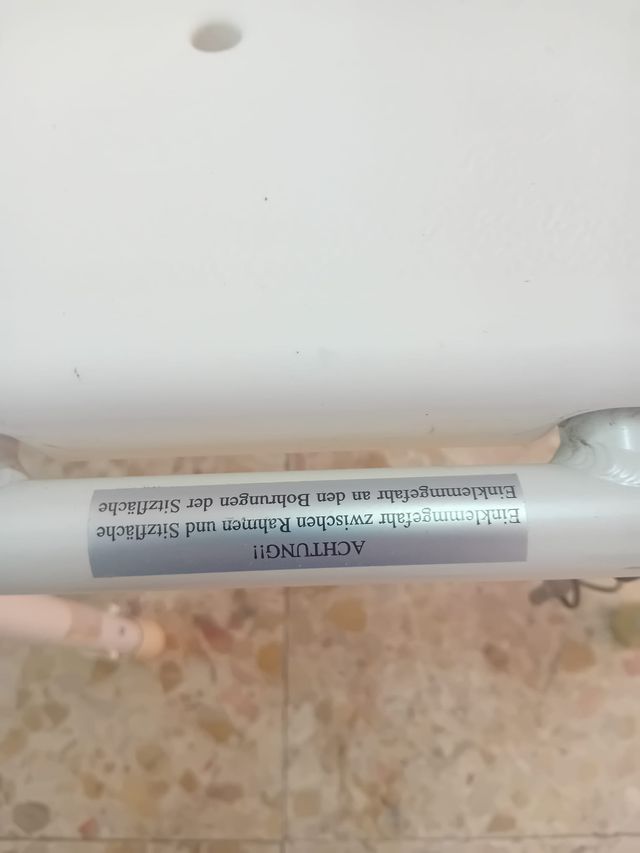 ACHTUNG!!
Einklemmgefahr zwischen Rahmen und Sitzfläche
Einklemmgefahr an den Bohrungen der Sitzfläche